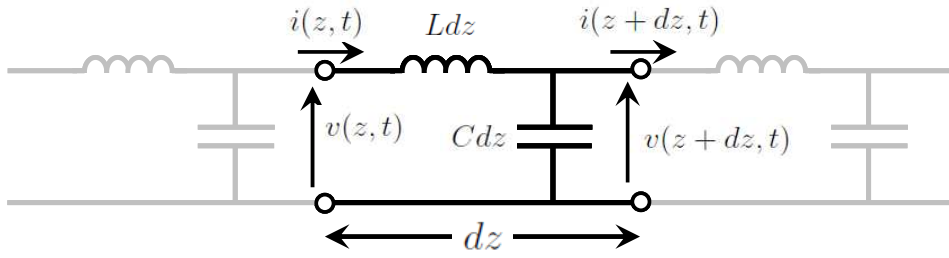 i(z, t)
Ldz
i(z + dz, t)
v(z, t)
Cdz
v(z + dz, t)
dz